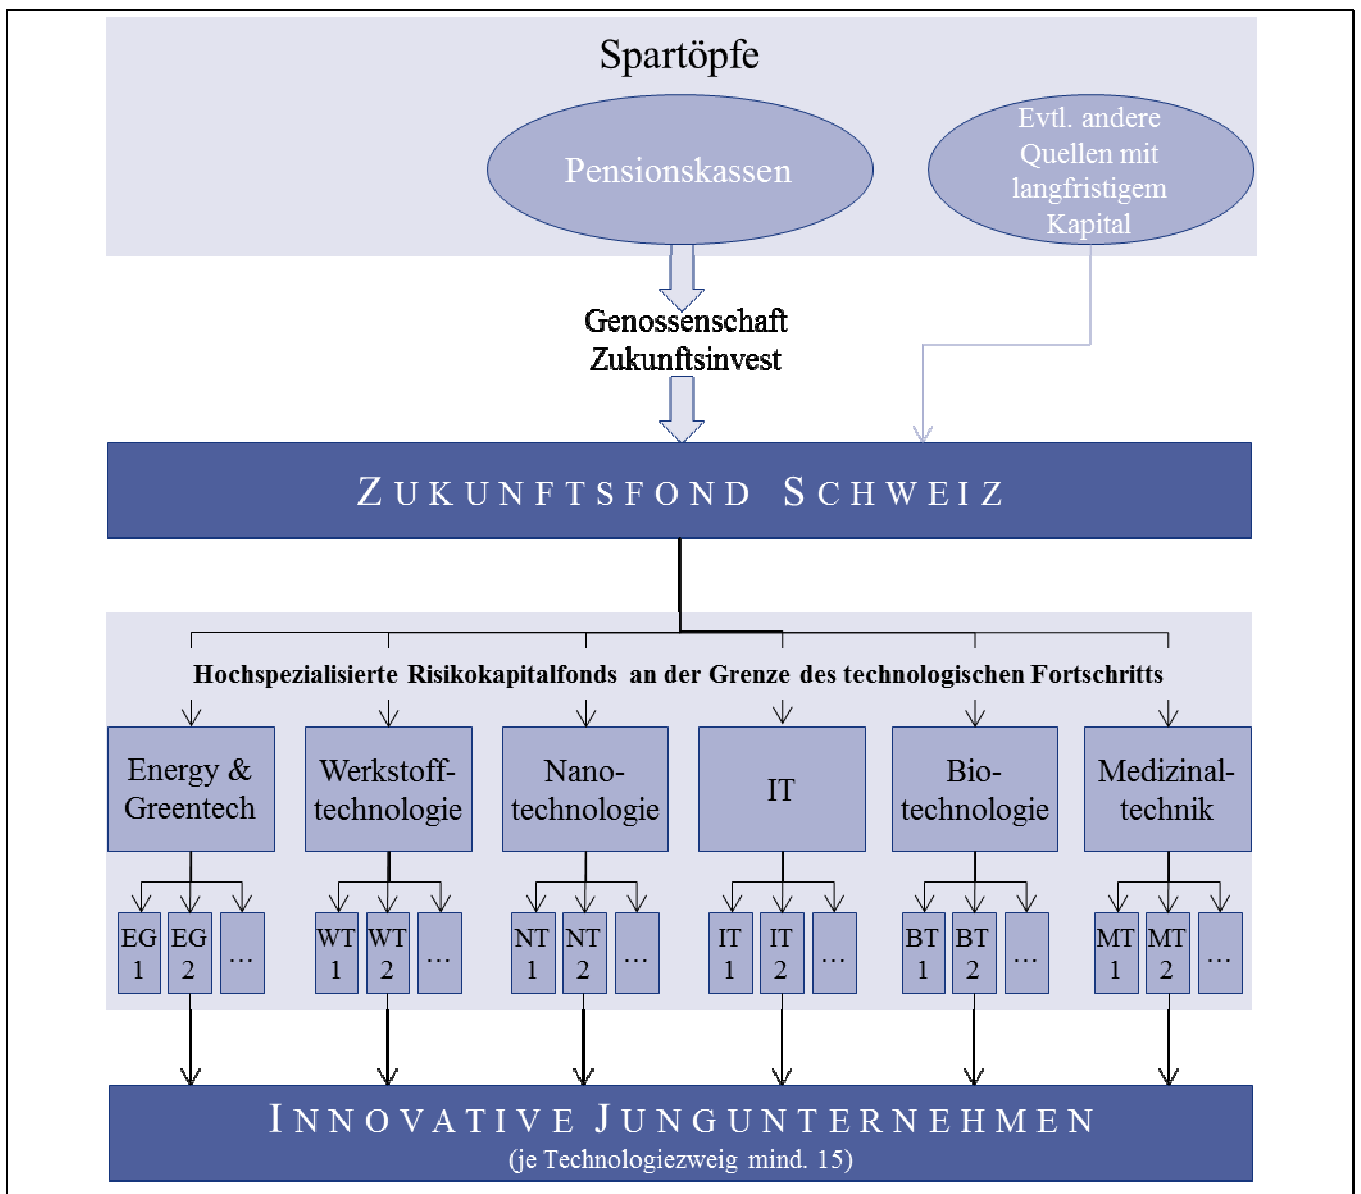 Spartöpfe
Pensionskassen
Evtl. andere
Quellen mit
langfristigem
Kapital
Genossenschaft
Zukunftsinvest
ZUKUNFTSFOND SCHWEIZ
Hochspezialisierte Risikokapitalfonds an der Grenze des technologischen Fortschritts
Energy &
Greentech
Werkstoff-
technologie
Nano-
technologie
IT
Bio-
technologie
Medizinal-
technik
EG
1
EG
2
...
WT
1
WT
2
...
NT
1
NT
2
...
IT
1
IT
2
...
BT
1
BT
2
...
MT
1
MT
2
...
INNOVATIVE JUNGUNTERNEHMEN
(je Technologiezweig mind. 15)